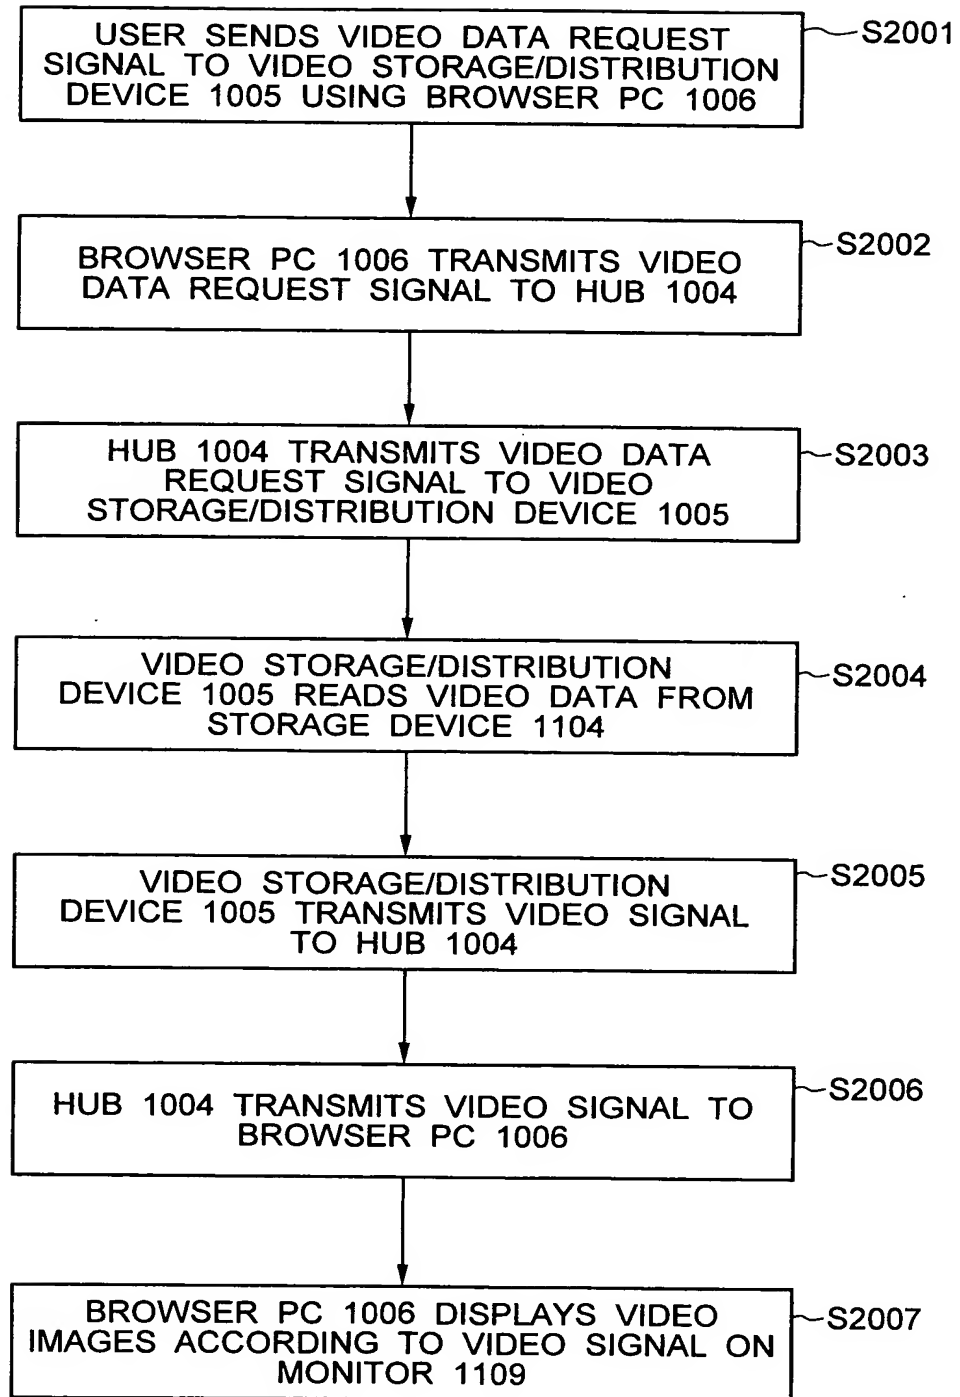 USER SENDS VIDEO DATA REQUEST
SIGNAL TO VIDEO STORAGE/DISTRIBUTION
DEVICE 1005 USING BROWSER PC 1006
S2001
BROWSER PC 1006 TRANSMITS VIDEO
DATA REQUEST SIGNAL TO HUB 1004
S2002
HUB 1004 TRANSMITS VIDEO DATA
REQUEST SIGNAL TO VIDEO
STORAGE/DISTRIBUTION DEVICE 1005
S2003
VIDEO STORAGE/DISTRIBUTION
DEVICE 1005 READS VIDEO DATA FROM
STORAGE DEVICE 1104
S2004
VIDEO STORAGE/DISTRIBUTION
DEVICE 1005 TRANSMITS VIDEO SIGNAL
TO HUB 1004
S2005
HUB 1004 TRANSMITS VIDEO SIGNAL TO
BROWSER PC 1006
S2006
BROWSER PC 1006 DISPLAYS VIDEO
IMAGES ACCORDING TO VIDEO SIGNAL ON
MONITOR 1109
S2007